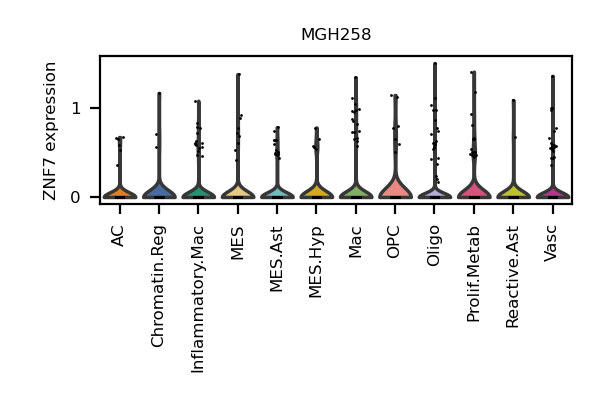 MGH258
ZNF7 expression
1
0
AC
Chromatin.Reg
Inflammatory.Mac
MES
MES.Ast
MES.Hyp
Mac
OPC
Oligo
Prolif.Metab
Reactive.Ast
Vasc